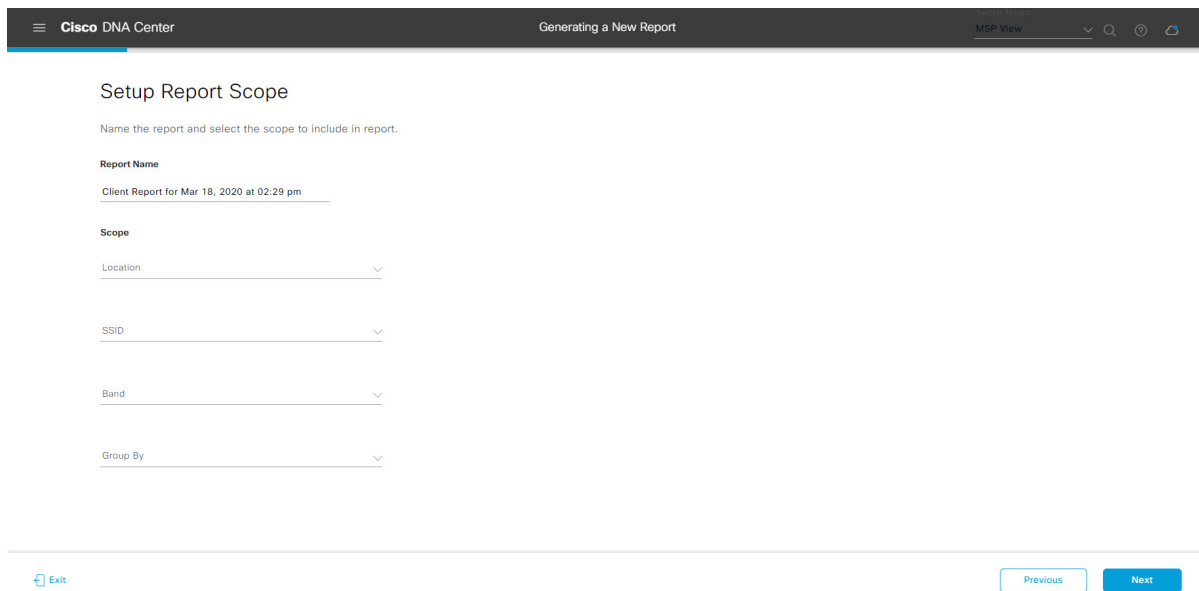 Cisco DNA Center
Generating a New Report
Switch Tenant
MSP View
Setup Report Scope
Name the report and select the scope to include in report.
Report Name
Client Report for Mar 18, 2020 at 02:29 pm
Scope
Location
SSID
Band
Group By
Exit
Previous
Next